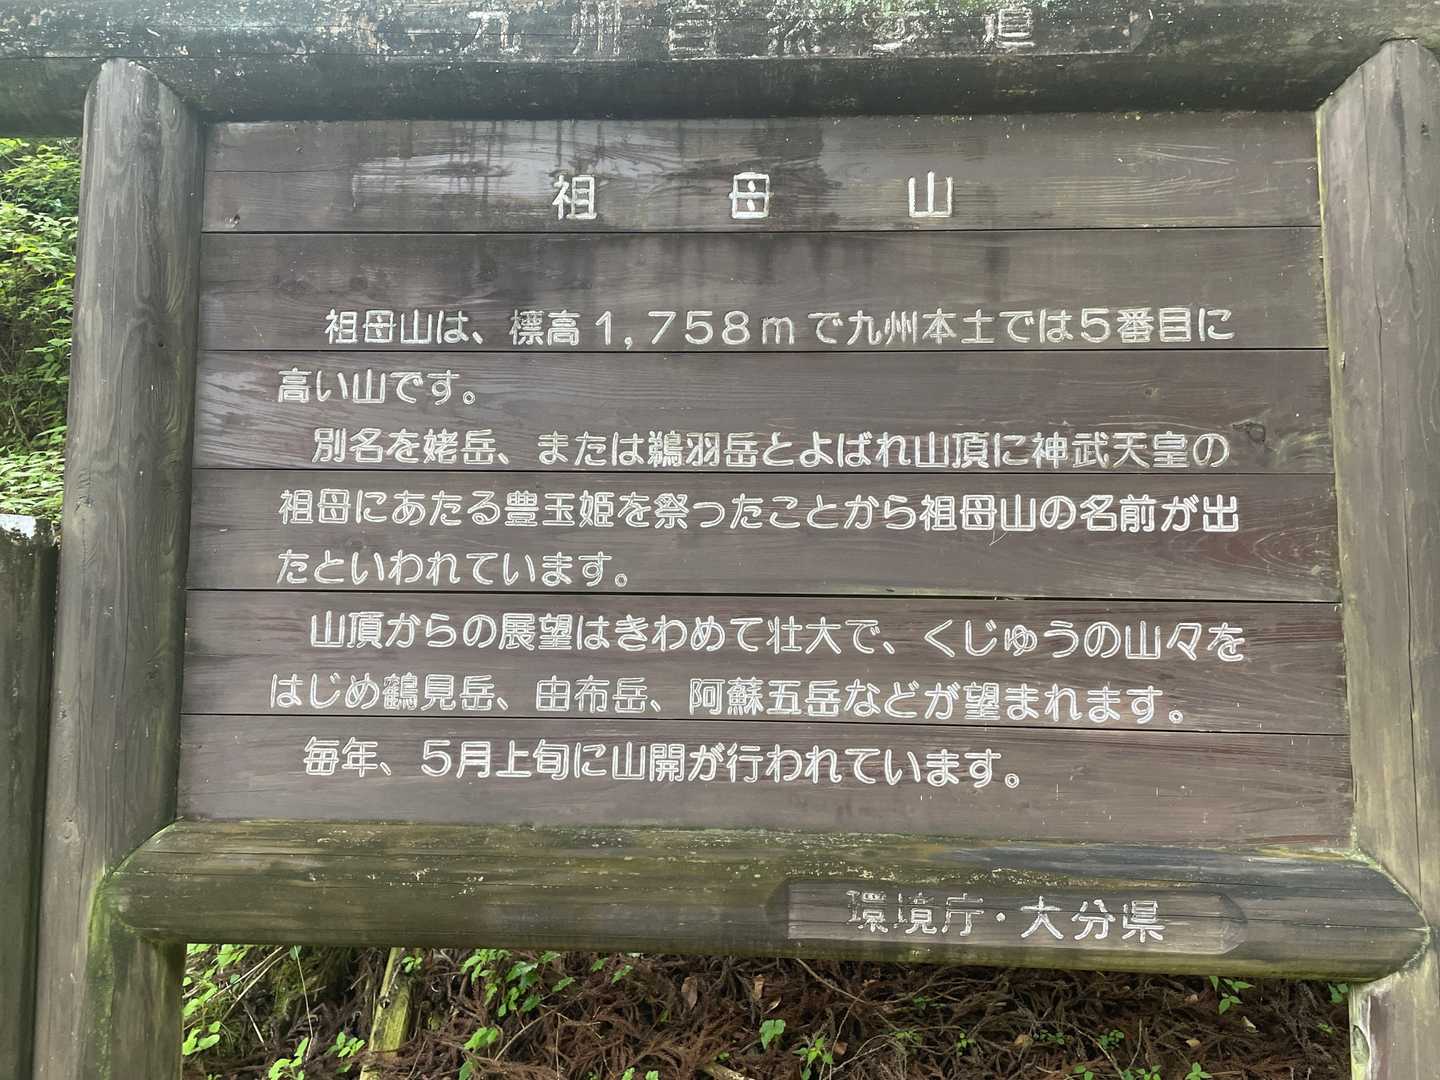 九州自然歩道
祖母山
祖母山は、標高1,758mで九州本土では5番目に
高い山です。
別名を姥岳、または鵜羽岳とよばれ山頂に神武天皇の
祖母にあたる豊玉姫を祭ったことから祖母山の名前が出
たといわれています。
山頂からの展望はきわめて壮大で、くじゅうの山々を
はじめ鶴見岳、由布岳、阿蘇五岳などが望まれます。
毎年、5月上旬に山開が行われています。
環境庁・大分県